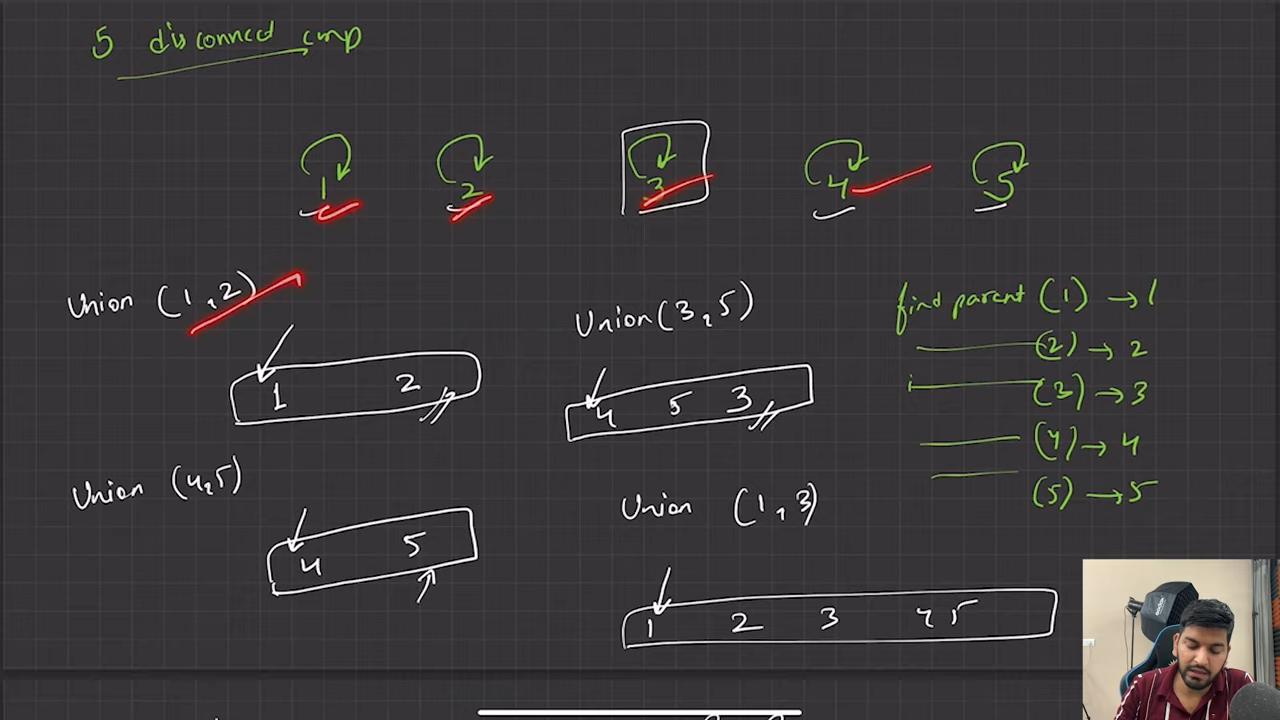 5 disconned cmp
1 2 3 4 5
Union (1,2)
1 2
Union (4,5)
4 5
Union (3,5)
4 5 3
Union (1,3)
1 2 3 4 5
find parent (1) → 1
(2) → 2
(3) → 3
(4) → 4
(5) → 5